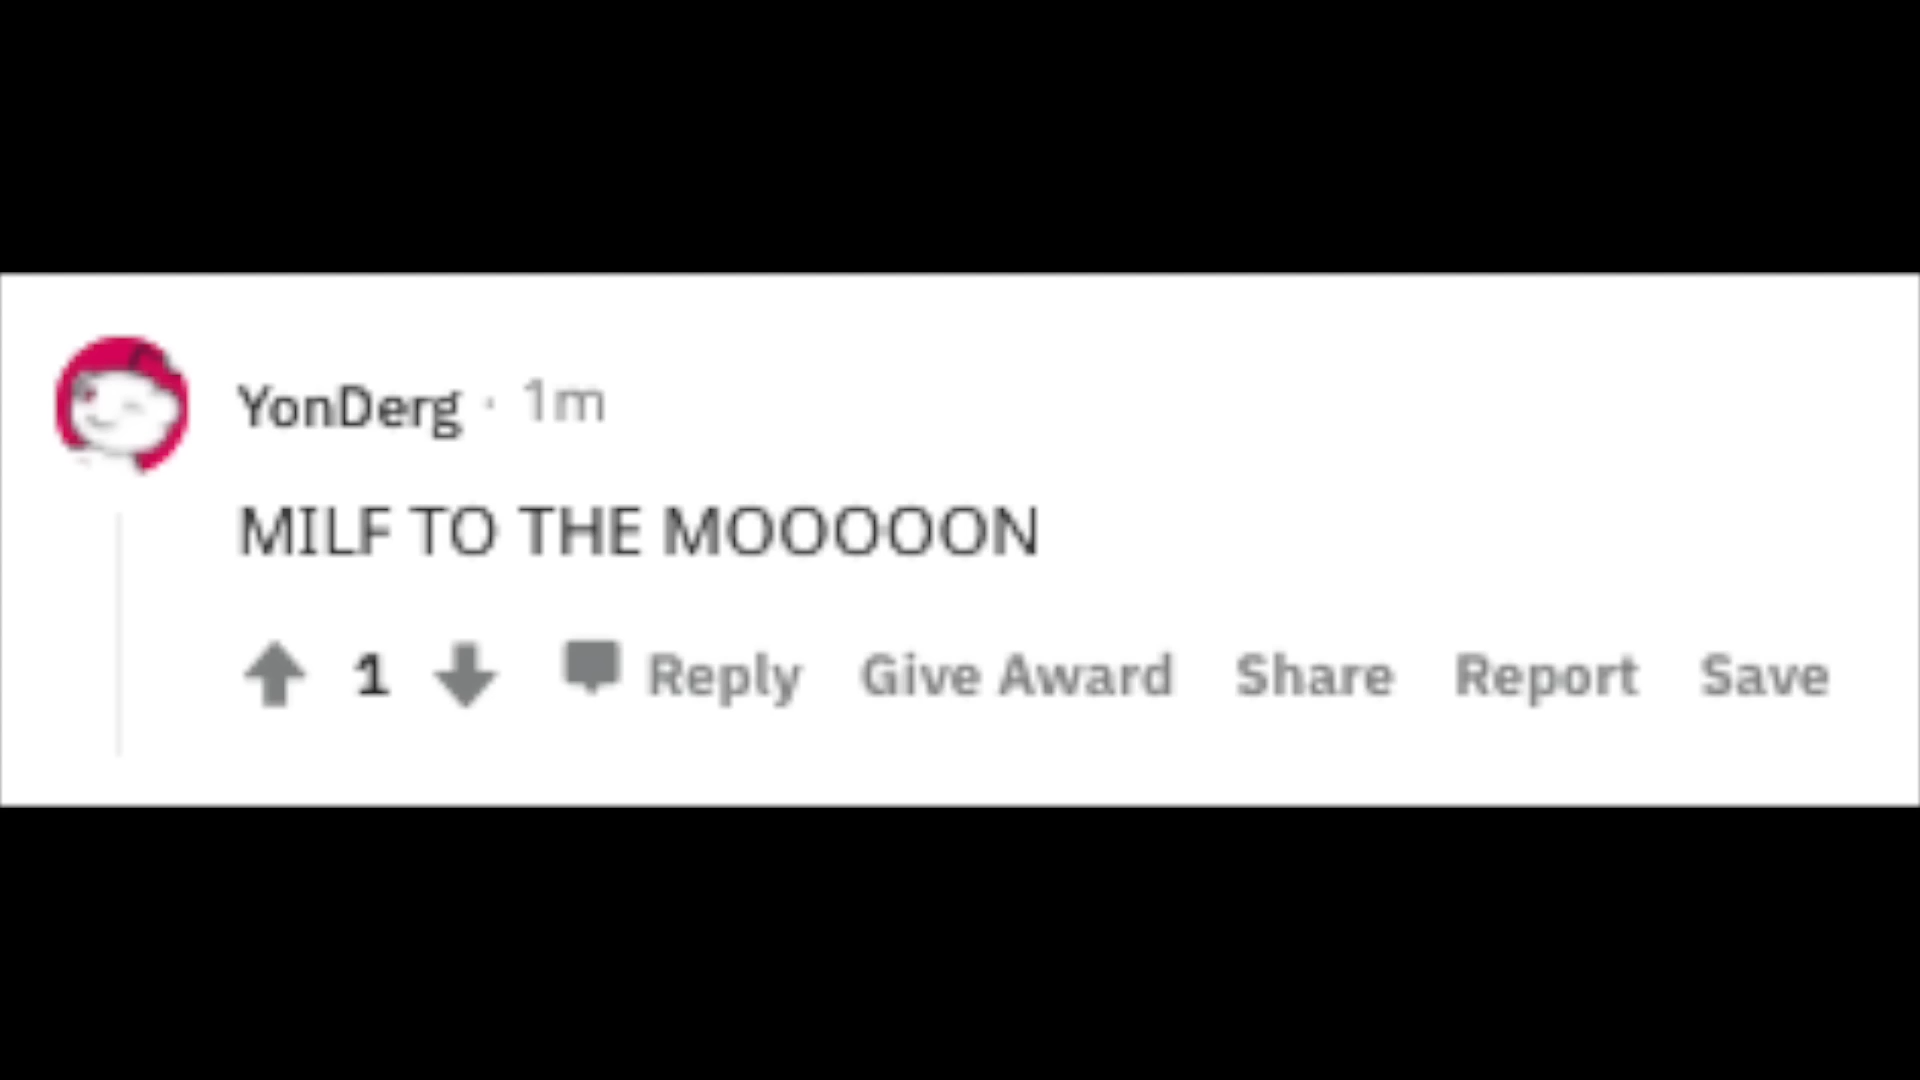 YonDerg · 1m
MILF TO THE MOOOOON
1 Reply Give Award Share Report Save